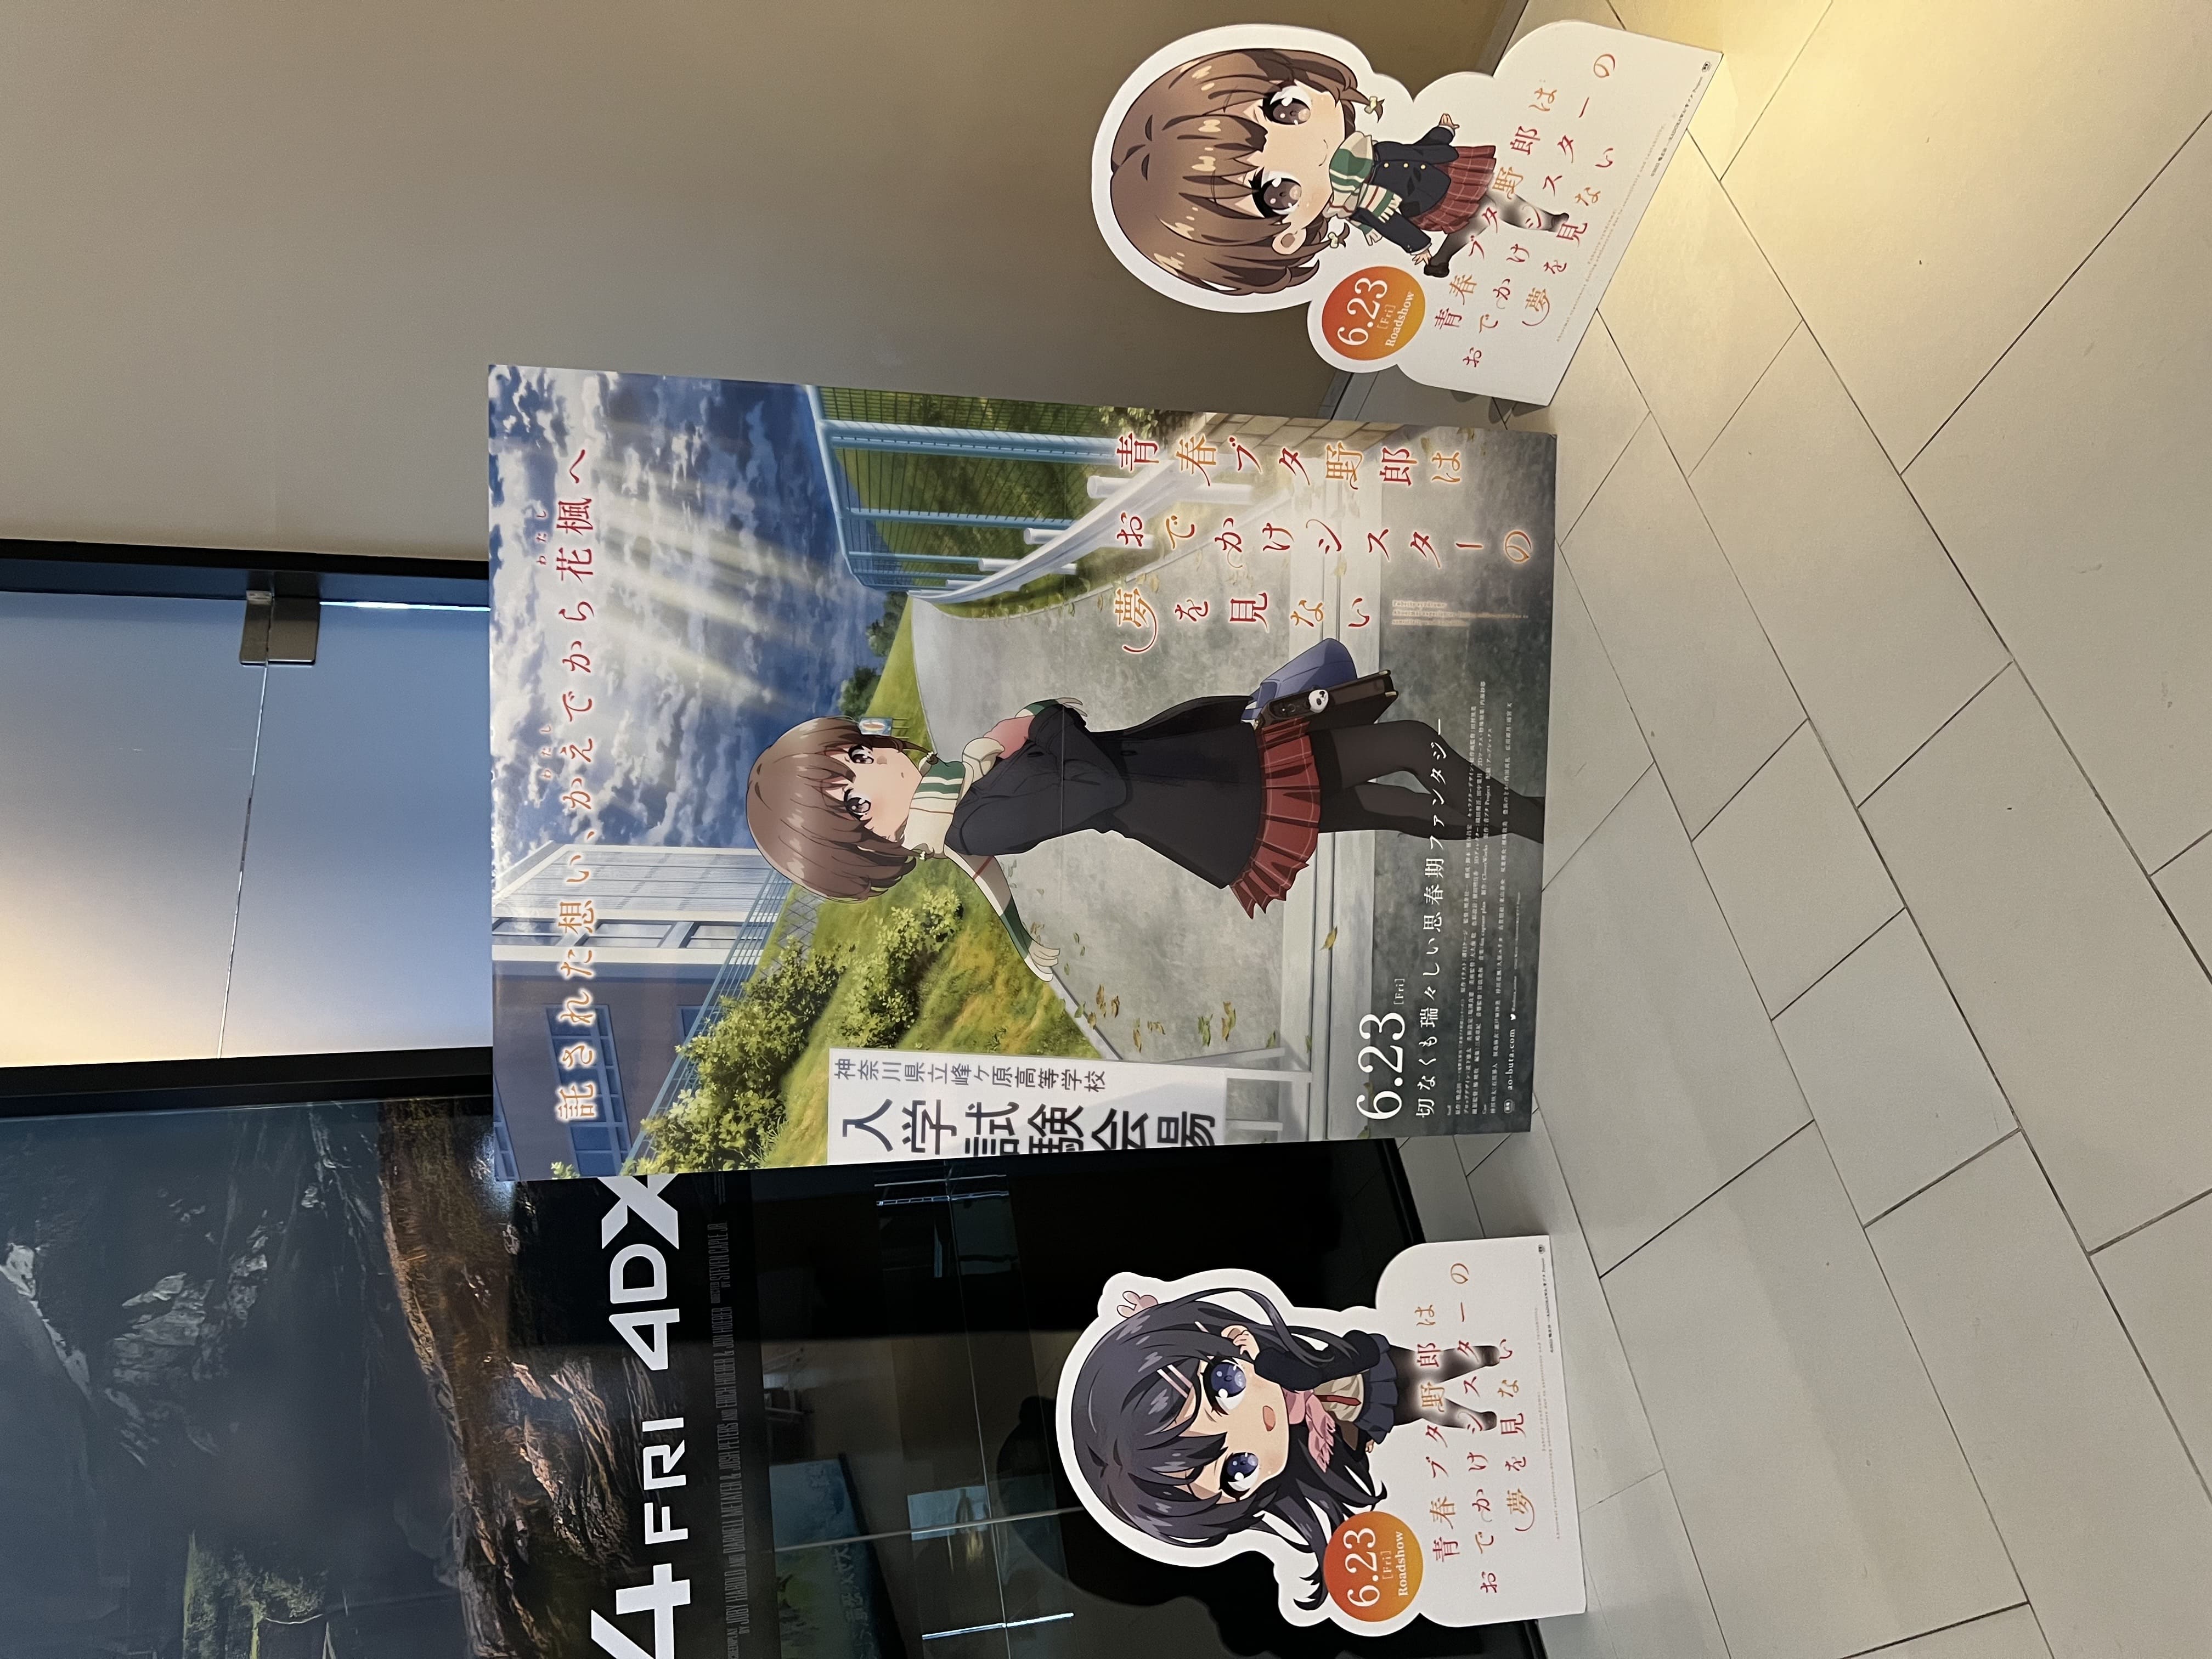 4 FRI 4DX
SCREENPLAY BY JOBY HAROLD AND DARNELL METAYER & JOSH PETERS AND ERICH HOEBER & JON HOEBER DIRECTED BY STEVEN CAPLE JR.
わたし わたし
託された想い、かえでから花楓へ
神奈川県立峰ヶ原高等学校
入学試験会場
青春ブタ野郎は
おでかけシスターの
夢を見ない
6.23 [Fri]
切なくも瑞々しい思春期ファンタジー
ao-buta.com
6.23
[Fri]
Roadshow
青春ブタ野郎は
おでかけシスターの
夢を見ない
6.23
[Fri]
Roadshow
青春ブタ野郎は
おでかけシスターの
夢を見ない